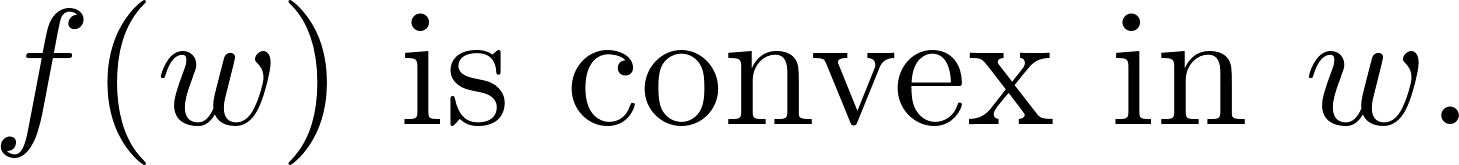 f(w) is convex in w.